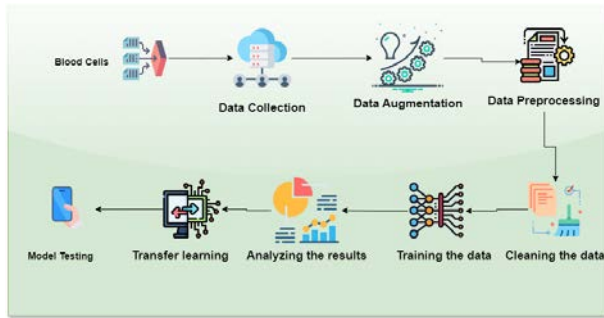 Blood Cells
Data Collection
Data Augmentation
Data Preprocessing
Model Testing
Transfer learning
Analyzing the results
Training the data
Cleaning the data